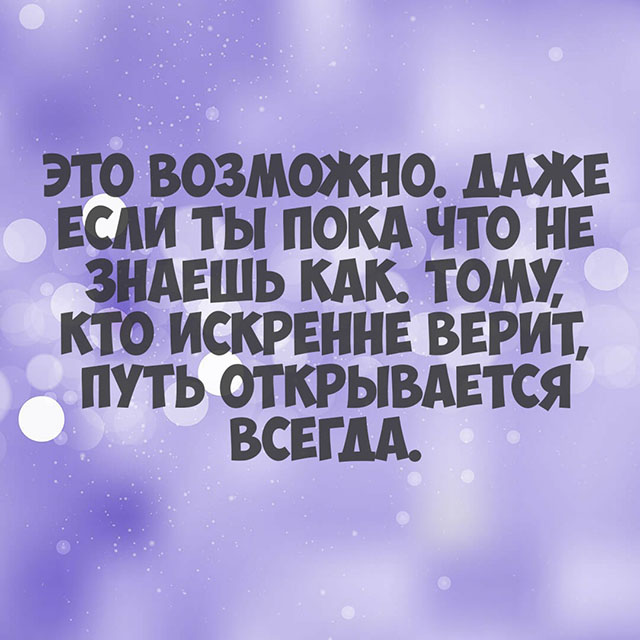 ЭТО ВОЗМОЖНО. ДАЖЕ
ЕСЛИ ТЫ ПОКА ЧТО НЕ
ЗНАЕШЬ КАК. ТОМУ,
КТО ИСКРЕННЕ ВЕРИТ,
ПУТЬ ОТКРЫВАЕТСЯ
ВСЕГДА.